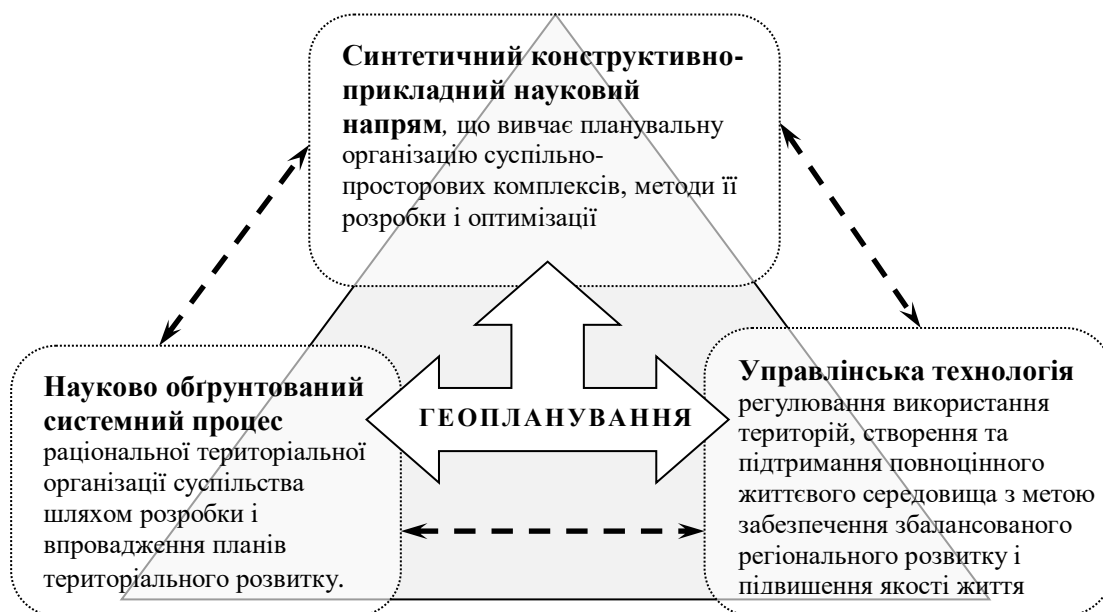 Синтетичний конструктивно-
прикладний науковий
напрям, що вивчає планувальну
організацію суспільно-
просторових комплексів, методи її
розробки і оптимізації
Науково обґрунтований
системний процес
раціональної територіальної
організації суспільства
шляхом розробки і
впровадження планів
територіального розвитку.
ГЕОПЛАНУВАННЯ
Управлінська технологія
регулювання використання
територій, створення та
підтримання повноцінного
життєвого середовища з метою
забезпечення збалансованого
регіонального розвитку і
підвищення якості життя